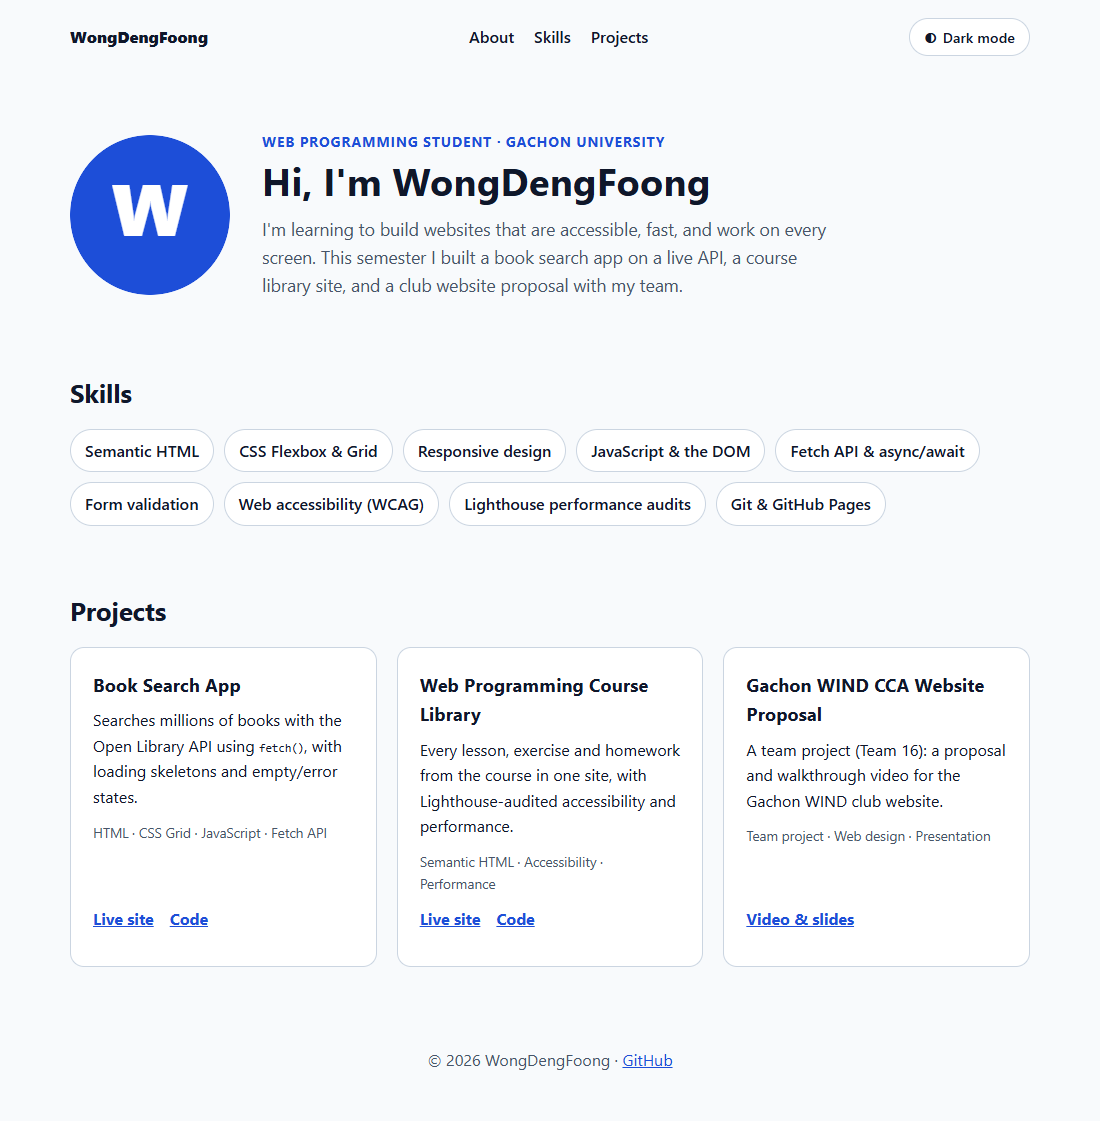 WongDengFoong
About Skills Projects
Dark mode
W
WEB PROGRAMMING STUDENT · GACHON UNIVERSITY
Hi, I'm WongDengFoong
I'm learning to build websites that are accessible, fast, and work on every
screen. This semester I built a book search app on a live API, a course
library site, and a club website proposal with my team.
Skills
Semantic HTML
CSS Flexbox & Grid
Responsive design
JavaScript & the DOM
Fetch API & async/await
Form validation
Web accessibility (WCAG)
Lighthouse performance audits
Git & GitHub Pages
Projects
Book Search App
Searches millions of books with the
Open Library API using fetch(), with
loading skeletons and empty/error
states.
HTML · CSS Grid · JavaScript · Fetch API
Live site Code
Web Programming Course
Library
Every lesson, exercise and homework
from the course in one site, with
Lighthouse-audited accessibility and
performance.
Semantic HTML · Accessibility ·
Performance
Live site Code
Gachon WIND CCA Website
Proposal
A team project (Team 16): a proposal
and walkthrough video for the
Gachon WIND club website.
Team project · Web design · Presentation
Video & slides
© 2026 WongDengFoong · GitHub